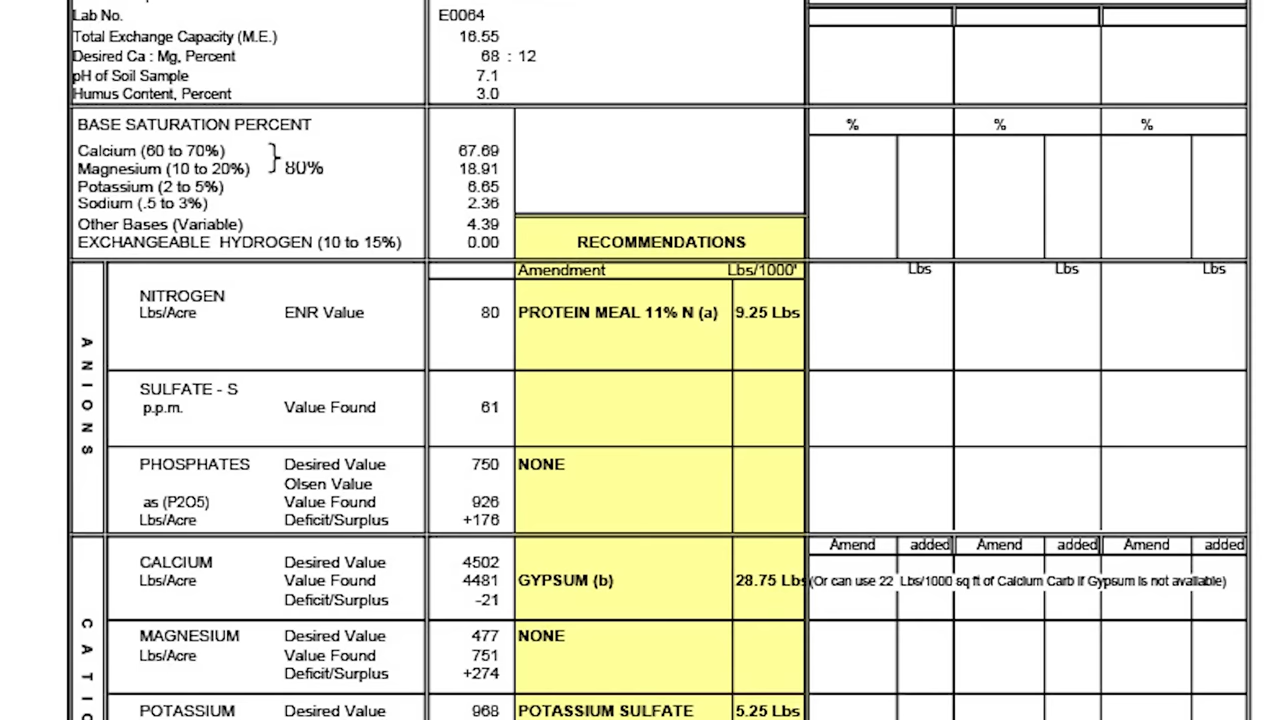 Lab No. E0064
Total Exchange Capacity (M.E.) 16.55
Desired Ca : Mg, Percent 68 : 12
pH of Soil Sample 7.1
Humus Content, Percent 3.0
BASE SATURATION PERCENT % % %
Calcium (60 to 70%) 67.69
Magnesium (10 to 20%) } 80% 18.91
Potassium (2 to 5%) 6.65
Sodium (.5 to 3%) 2.36
Other Bases (Variable) 4.39
EXCHANGEABLE HYDROGEN (10 to 15%) 0.00 RECOMMENDATIONS
Amendment Lbs/1000' Lbs Lbs Lbs
ANIONS
NITROGEN
Lbs/Acre ENR Value 80 PROTEIN MEAL 11% N (a) 9.25 Lbs
SULFATE - S
p.p.m. Value Found 61
PHOSPHATES Desired Value 750 NONE
Olsen Value
as (P2O5) Value Found 926
Lbs/Acre Deficit/Surplus +176
Amend added Amend added Amend added
CATIO
CALCIUM Desired Value 4502
Lbs/Acre Value Found 4481 GYPSUM (b) 28.75 Lbs (Or can use 22 Lbs/1000 sq ft of Calcium Carb if Gypsum is not available)
Deficit/Surplus -21
MAGNESIUM Desired Value 477 NONE
Lbs/Acre Value Found 751
Deficit/Surplus +274
POTASSIUM Desired Value 968 POTASSIUM SULFATE 5.25 Lbs